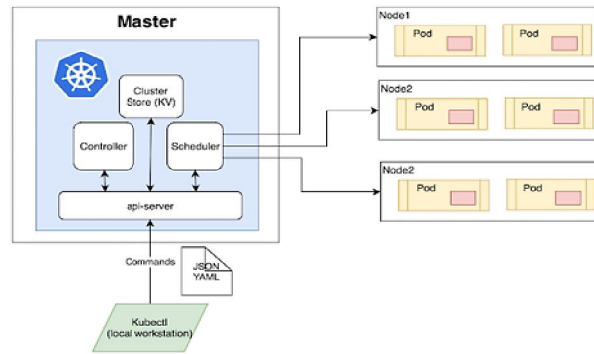 Master
Cluster
Store (KV)
Controller
Scheduler
api-server
Commands
JSON
YAML
Kubectl
(local workstation)
Node1
Pod
Pod
Node2
Pod
Pod
Node2
Pod
Pod